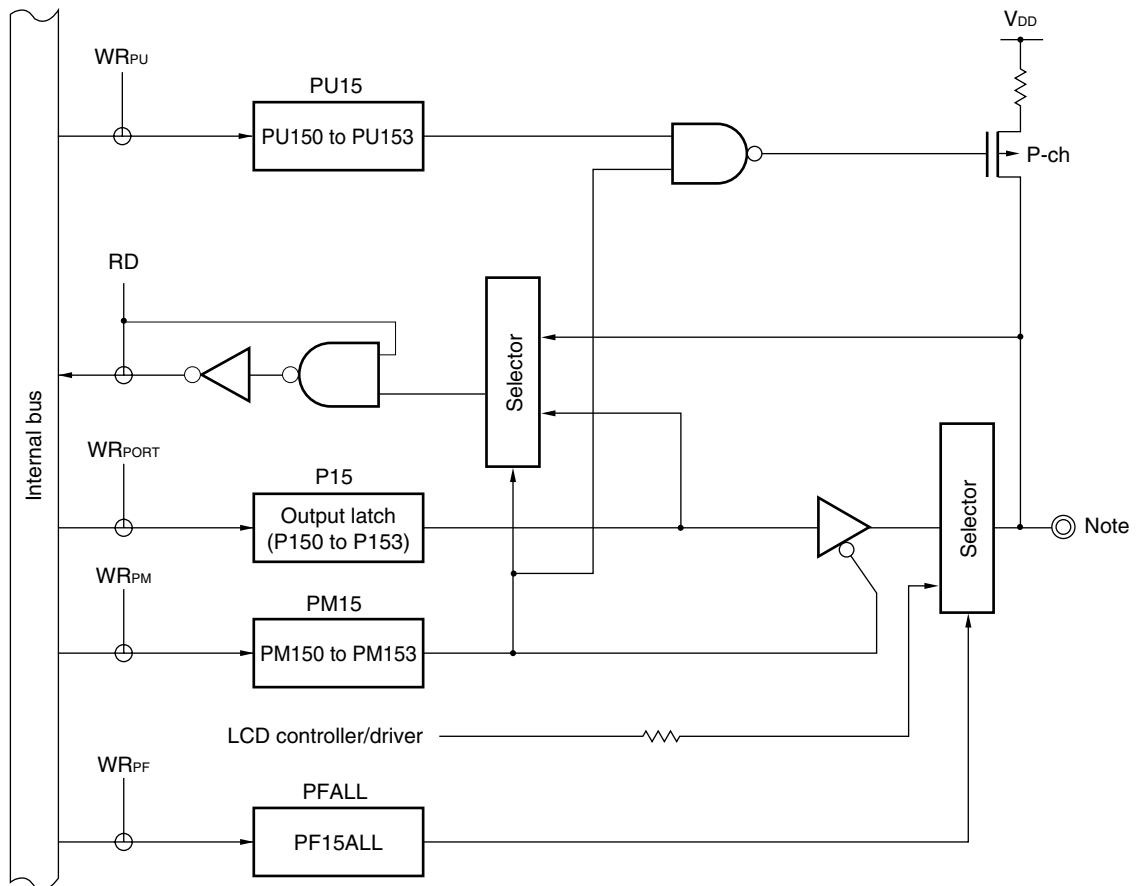 VDD
WRPU
PU15
PU150 to PU153
P-ch
RD
Selector
Internal bus
WRPORT
P15
Output latch
(P150 to P153)
Selector
Note
WRPM
PM15
PM150 to PM153
LCD controller/driver
WRPF
PFALL
PF15ALL